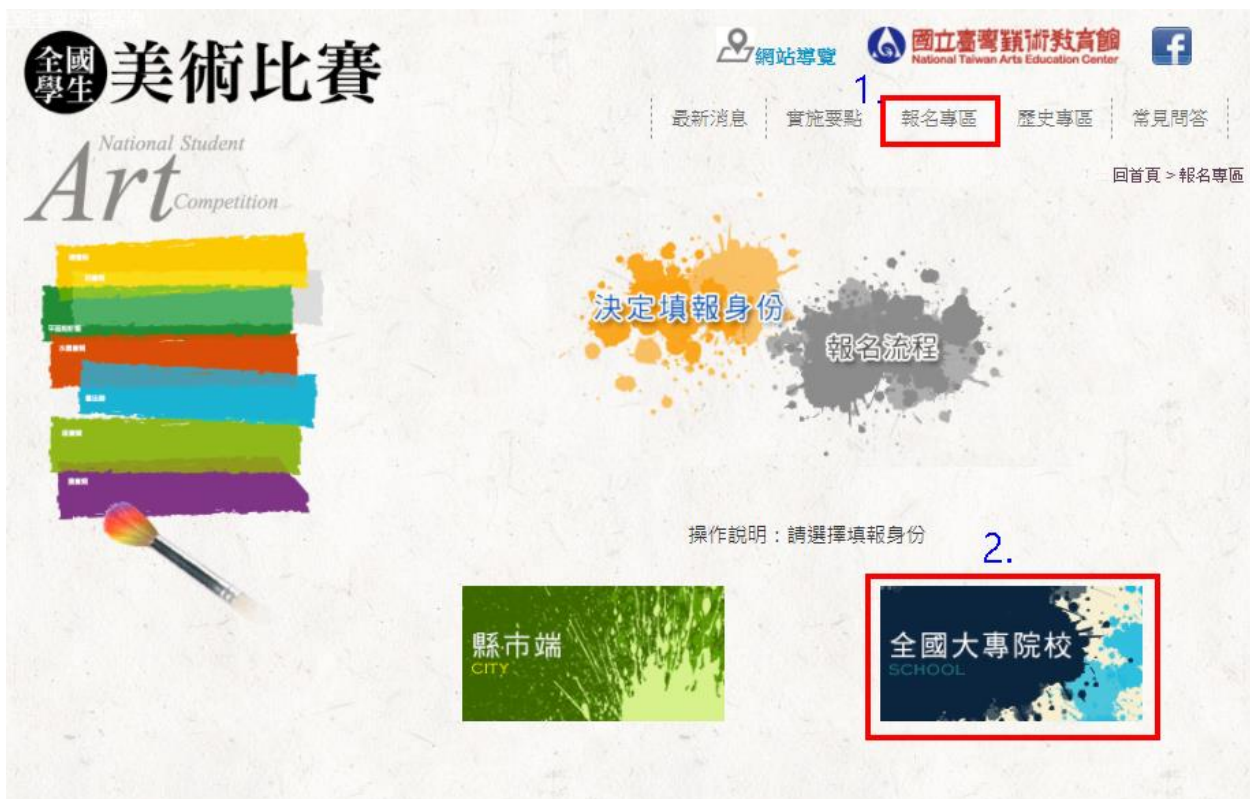 全國學生美術比賽
National Student
Art Competition
網站導覽
國立臺灣藝術教育館
National Taiwan Arts Education Center
f
1.
最新消息 實施要點 報名專區 歷史專區 常見問答
回首頁 > 報名專區
決定填報身份
報名流程
操作說明：請選擇填報身份
2.
縣市端
CITY
全國大專院校
SCHOOL